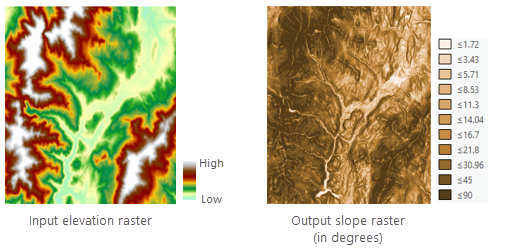 High
Low
≤1.72
≤3.43
≤5.71
≤8.53
≤11.3
≤14.04
≤16.7
≤21.8
≤30.96
≤45
≤90
Input elevation raster
Output slope raster
(in degrees)